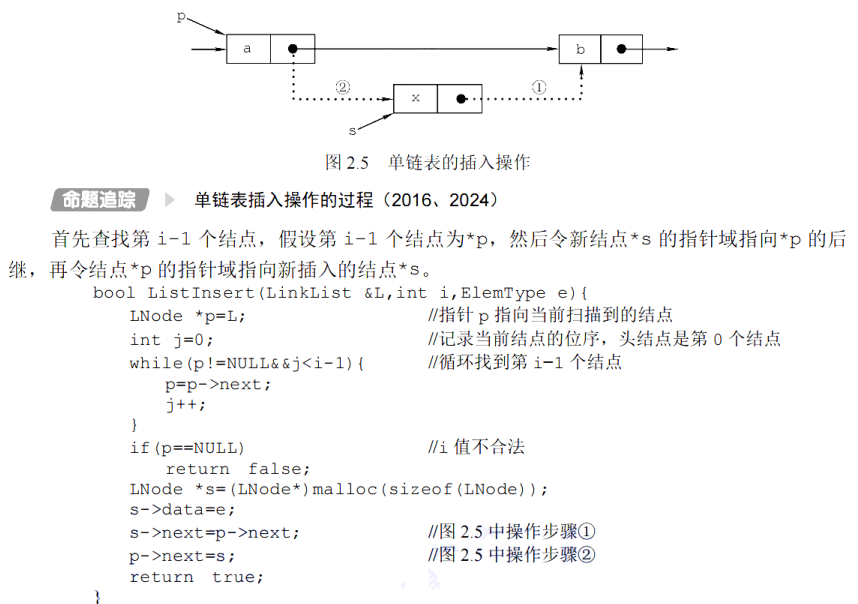 p
a
b
②
x
①
s
图 2.5 单链表的插入操作
命题追踪 单链表插入操作的过程（2016、2024）
首先查找第 i-1 个结点，假设第 i-1 个结点为*p，然后令新结点*s 的指针域指向*p 的后
继，再令结点*p 的指针域指向新插入的结点*s。
bool ListInsert(LinkList &L,int i,ElemType e){
LNode *p=L; //指针 p 指向当前扫描到的结点
int j=0; //记录当前结点的位序，头结点是第 0 个结点
while(p!=NULL&&j<i-1){ //循环找到第 i-1 个结点
p=p->next;
j++;
}
if(p==NULL) //i 值不合法
return false;
LNode *s=(LNode*)malloc(sizeof(LNode));
s->data=e;
s->next=p->next; //图 2.5 中操作步骤①
p->next=s; //图 2.5 中操作步骤②
return true;
}